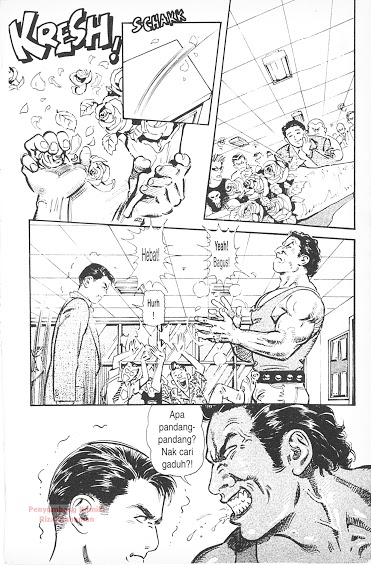 KRESH!
SCHAKK
Hebat!
Yeah!
Bagus!
Hurh
!
Apa
pandang-
pandang?
Nak cari
gaduh?!